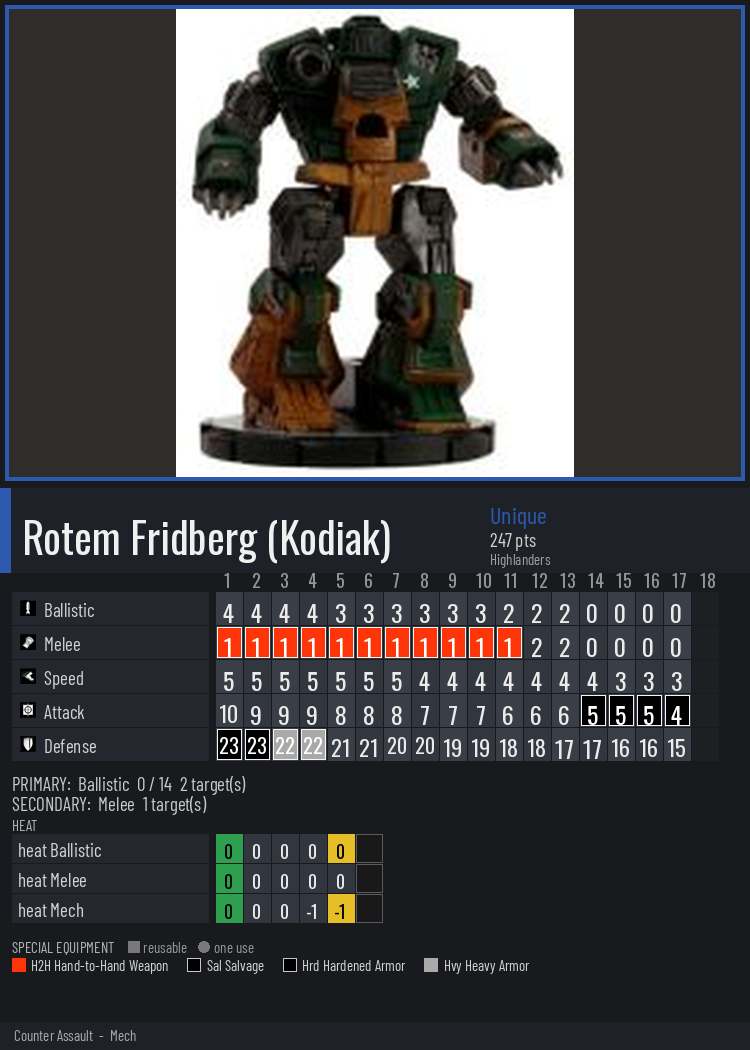 Rotem Fridberg (Kodiak)
Unique
247 pts
Highlanders
1 2 3 4 5 6 7 8 9 10 11 12 13 14 15 16 17 18
Ballistic 4 4 4 4 3 3 3 3 3 3 2 2 2 0 0 0 0
Melee 1 1 1 1 1 1 1 1 1 1 1 2 2 0 0 0 0
Speed 5 5 5 5 5 5 5 4 4 4 4 4 4 4 3 3 3
Attack 10 9 9 9 8 8 8 7 7 7 6 6 6 5 5 5 4
Defense 23 23 22 22 21 21 20 20 19 19 18 18 17 17 16 16 15
PRIMARY: Ballistic 0 / 14 2 target(s)
SECONDARY: Melee 1 target(s)
HEAT
heat Ballistic 0 0 0 0 0
heat Melee 0 0 0 0 0
heat Mech 0 0 0 -1 -1
SPECIAL EQUIPMENT reusable one use
H2H Hand-to-Hand Weapon Sal Salvage Hrd Hardened Armor Hvy Heavy Armor
Counter Assault - Mech